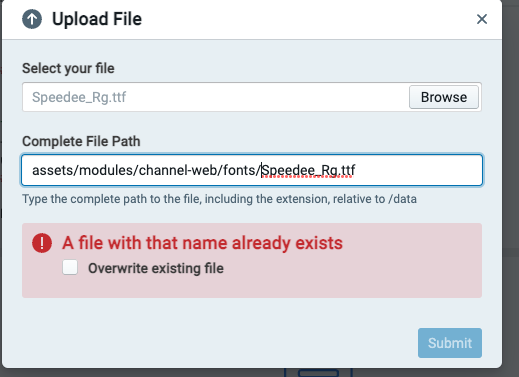 Upload File
Select your file
Speedee_Rg.ttf
Browse
Complete File Path
assets/modules/channel-web/fonts/Speedee_Rg.ttf
Type the complete path to the file, including the extension, relative to /data
A file with that name already exists
Overwrite existing file
Submit